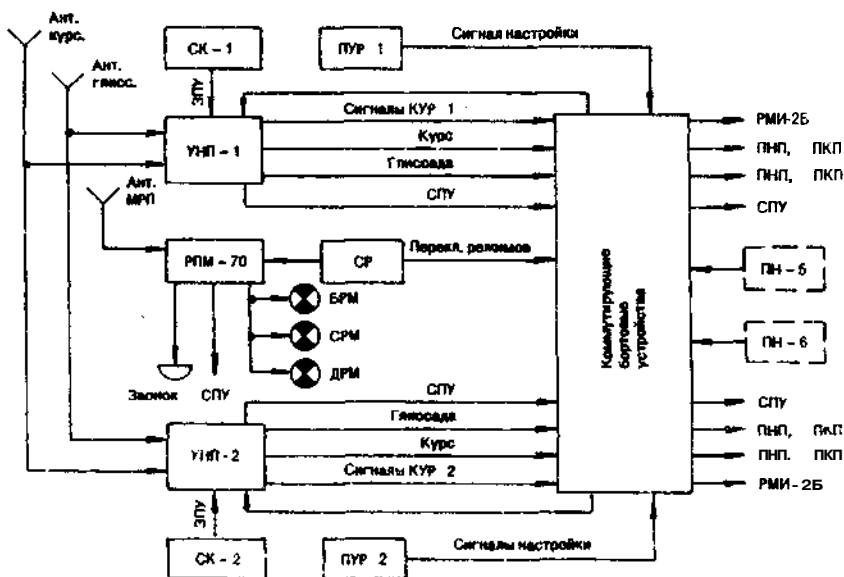 Ант.
курс.
Ант.
глисс.
СК - 1
ПУР 1
Сигнал настройки
ЗПУ
Сигналы КУР 1
УНП-1
Курс
Глиссада
СПУ
РМИ-2Б
ПНП, ПКП
ПНП, ПКП
СПУ
Ант.
МРП
РПМ - 70
СР
Перекл. режимов
БРМ
СРМ
ДРМ
Звонок
СПУ
Коммутирующие
бортовые
устройства
ПН - 5
ПН - 6
СПУ
Глиссада
Курс
Сигналы КУР 2
УНП-2
ЗПУ
СПУ
ПНП, ПКП
ПНП. ПКП
РМИ - 2Б
СК - 2
ПУР 2
Сигналы настройки